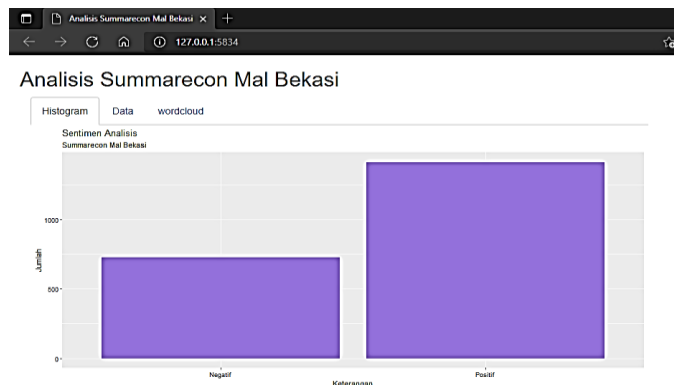 Analisis Summarecon Mal Bekasi
127.0.0.1:5834
Analisis Summarecon Mal Bekasi
Histogram Data wordcloud
Sentimen Analisis
Summarecon Mal Bekasi
1000
Jumlah
500
0
Negatif Positif
Keterangan